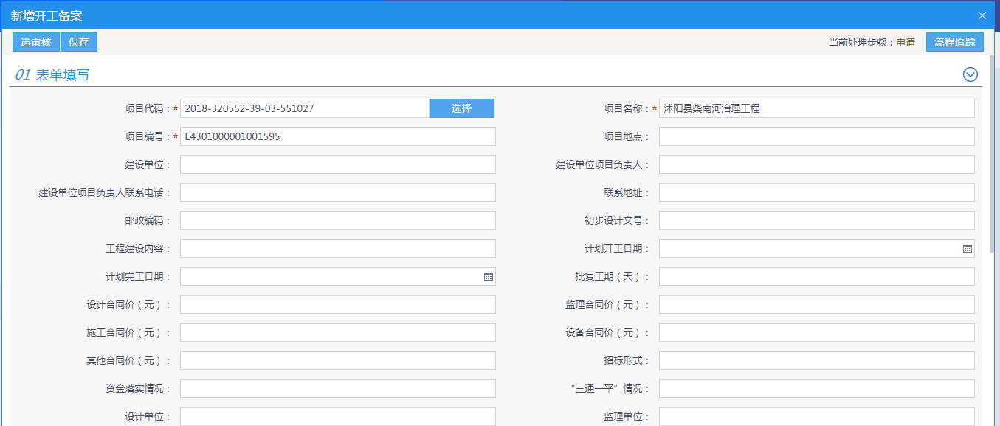 新增开工备案
送审核 保存 当前处理步骤：申请 流程追踪
01 表单填写
项目代码：* 2018-320552-39-03-551027 选择 项目名称：* 沭阳县柴南河治理工程
项目编号：* E4301000001001595 项目地点：
建设单位： 建设单位项目负责人：
建设单位项目负责人联系电话： 联系地址：
邮政编码： 初步设计文号：
工程建设内容： 计划开工日期：
计划完工日期： 批复工期（天）：
设计合同价（元）： 监理合同价（元）：
施工合同价（元）： 设备合同价（元）：
其他合同价（元）： 招标形式：
资金落实情况： “三通一平”情况：
设计单位： 监理单位：